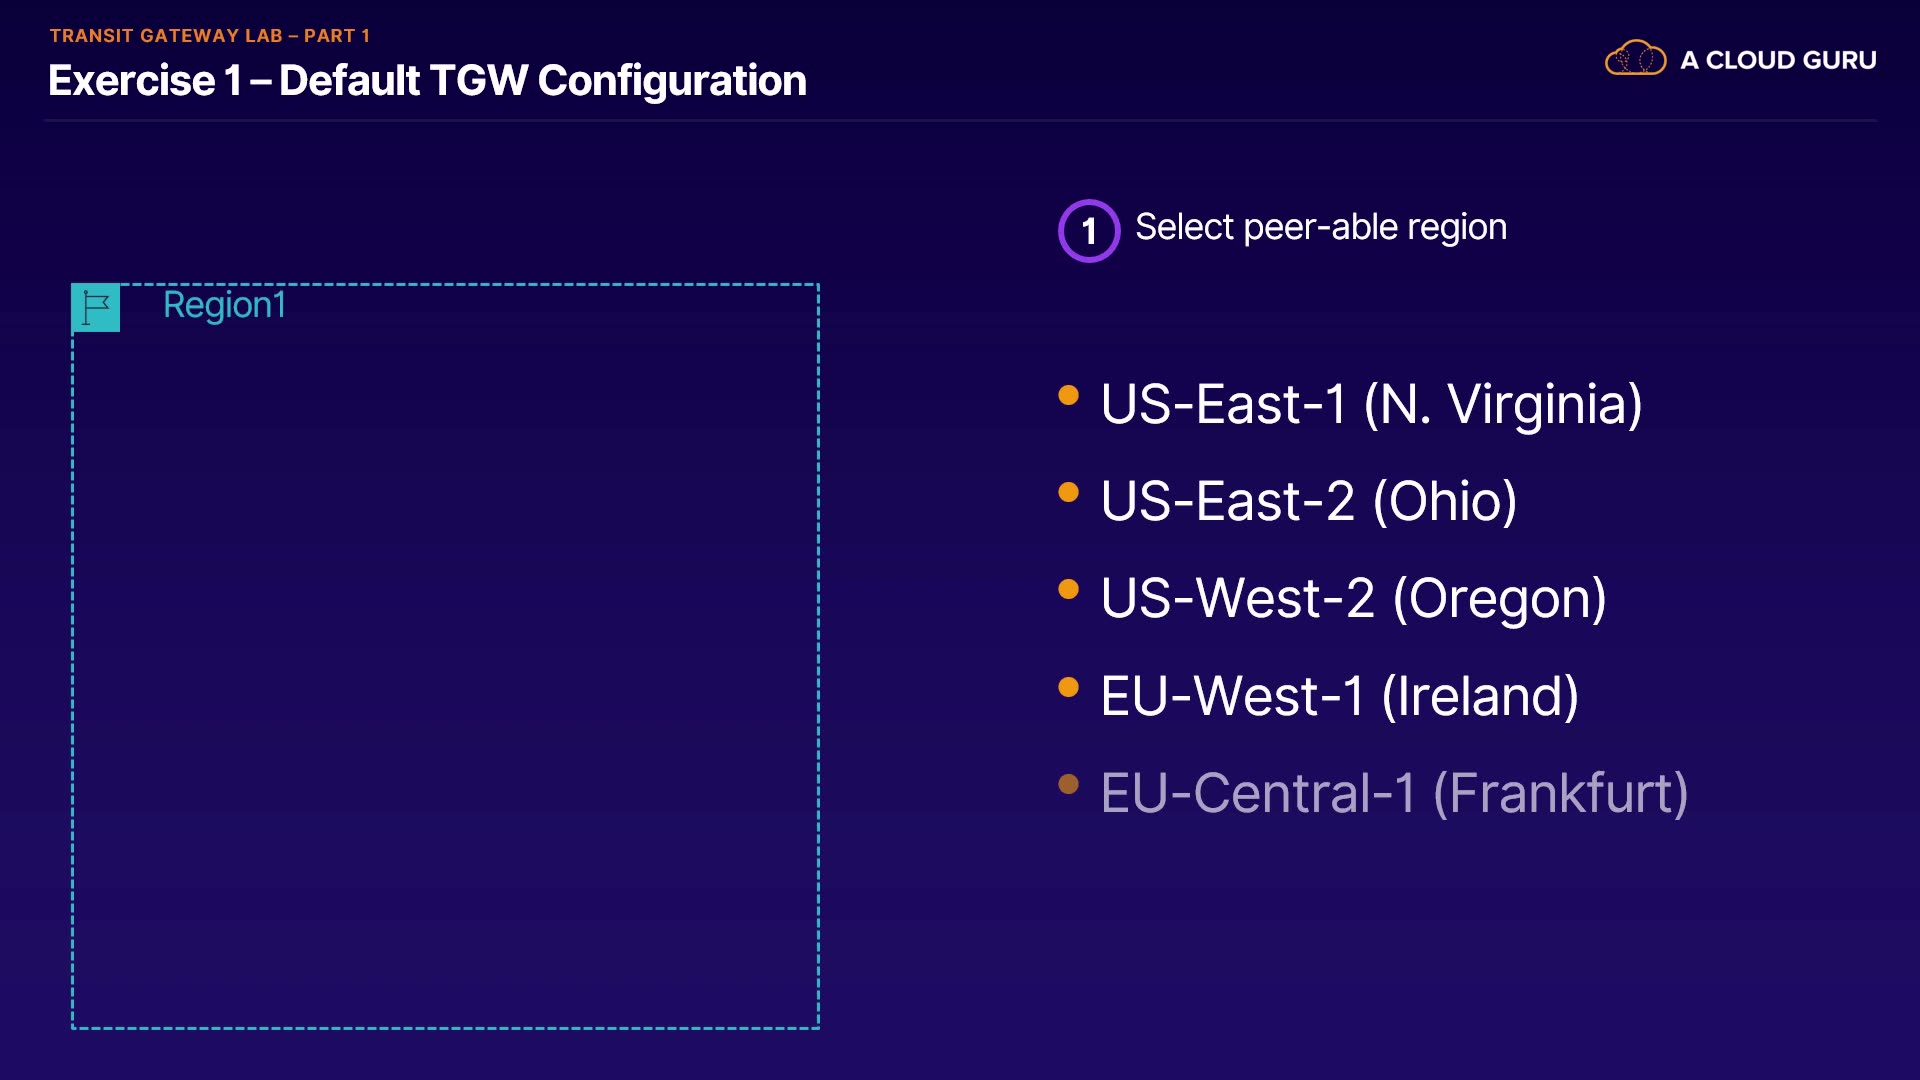 TRANSIT GATEWAY LAB – PART 1
Exercise 1 – Default TGW Configuration
A CLOUD GURU
1 Select peer-able region
Region1
US-East-1 (N. Virginia)
US-East-2 (Ohio)
US-West-2 (Oregon)
EU-West-1 (Ireland)
EU-Central-1 (Frankfurt)